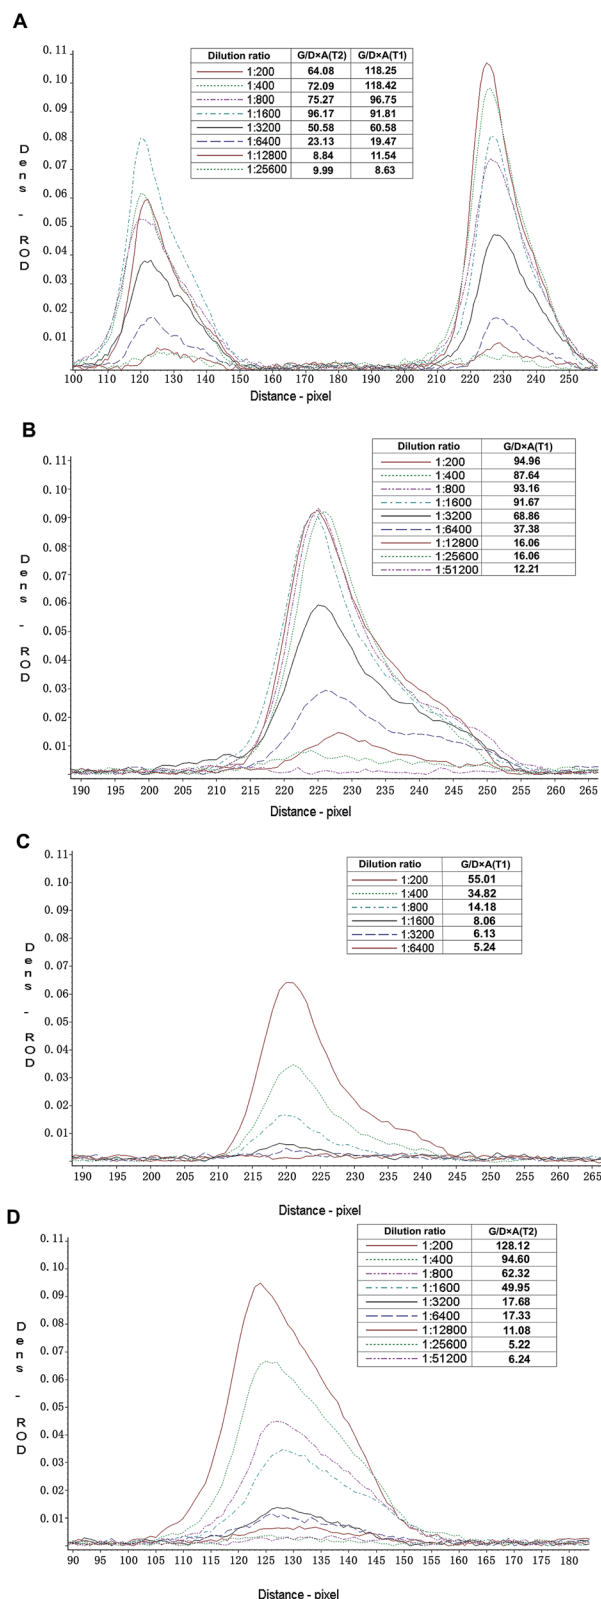 A
Dilution ratio G/D×A(T2) G/D×A(T1)
1:200 64.08 118.25
1:400 72.09 118.42
1:800 75.27 96.75
1:1600 96.17 91.81
1:3200 50.58 60.58
1:6400 23.13 19.47
1:12800 8.84 11.54
1:25600 9.99 8.63
Dens - ROD
0.11
0.10
0.09
0.08
0.07
0.06
0.05
0.04
0.03
0.02
0.01
100 110 120 130 140 150 160 170 180 190 200 210 220 230 240 250
Distance - pixel
B
Dilution ratio G/D×A(T1)
1:200 94.96
1:400 87.64
1:800 93.16
1:1600 91.67
1:3200 68.86
1:6400 37.38
1:12800 16.06
1:25600 16.06
1:51200 12.21
Dens - ROD
0.11
0.10
0.09
0.08
0.07
0.06
0.05
0.04
0.03
0.02
0.01
190 195 200 205 210 215 220 225 230 235 240 245 250 255 260 265
Distance - pixel
C
Dilution ratio G/D×A(T1)
1:200 55.01
1:400 34.82
1:800 14.18
1:1600 8.06
1:3200 6.13
1:6400 5.24
Dens - ROD
0.11
0.10
0.09
0.08
0.07
0.06
0.05
0.04
0.03
0.02
0.01
190 195 200 205 210 215 220 225 230 235 240 245 250 255 260 265
Distance - pixel
D
Dilution ratio G/D×A(T2)
1:200 128.12
1:400 94.60
1:800 62.32
1:1600 49.95
1:3200 17.68
1:6400 17.33
1:12800 11.08
1:25600 5.22
1:51200 6.24
Dens - ROD
0.11
0.10
0.09
0.08
0.07
0.06
0.05
0.04
0.03
0.02
0.01
90 95 100 105 110 115 120 125 130 135 140 145 150 155 160 165 170 175 180
Distance - pixel